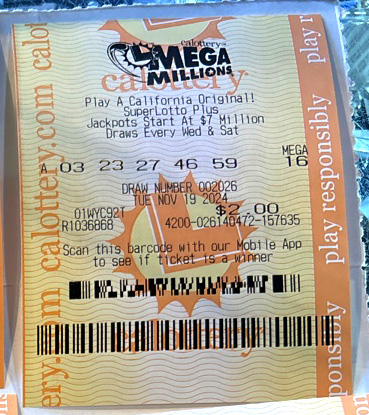 calottery
MEGA
MILLIONS
Play A California Original!
SuperLotto Plus
Jackpots Start At $7 Million
Draws Every Wed & Sat
MEGA
A 03 23 27 46 59 16
DRAW NUMBER 002026
TUE NOV 19 2024
01WYC92T $2.00
R1036868 4200-026140472-157635
Scan this barcode with our Mobile App
to see if ticket is a winner
calottery.com
play responsibly